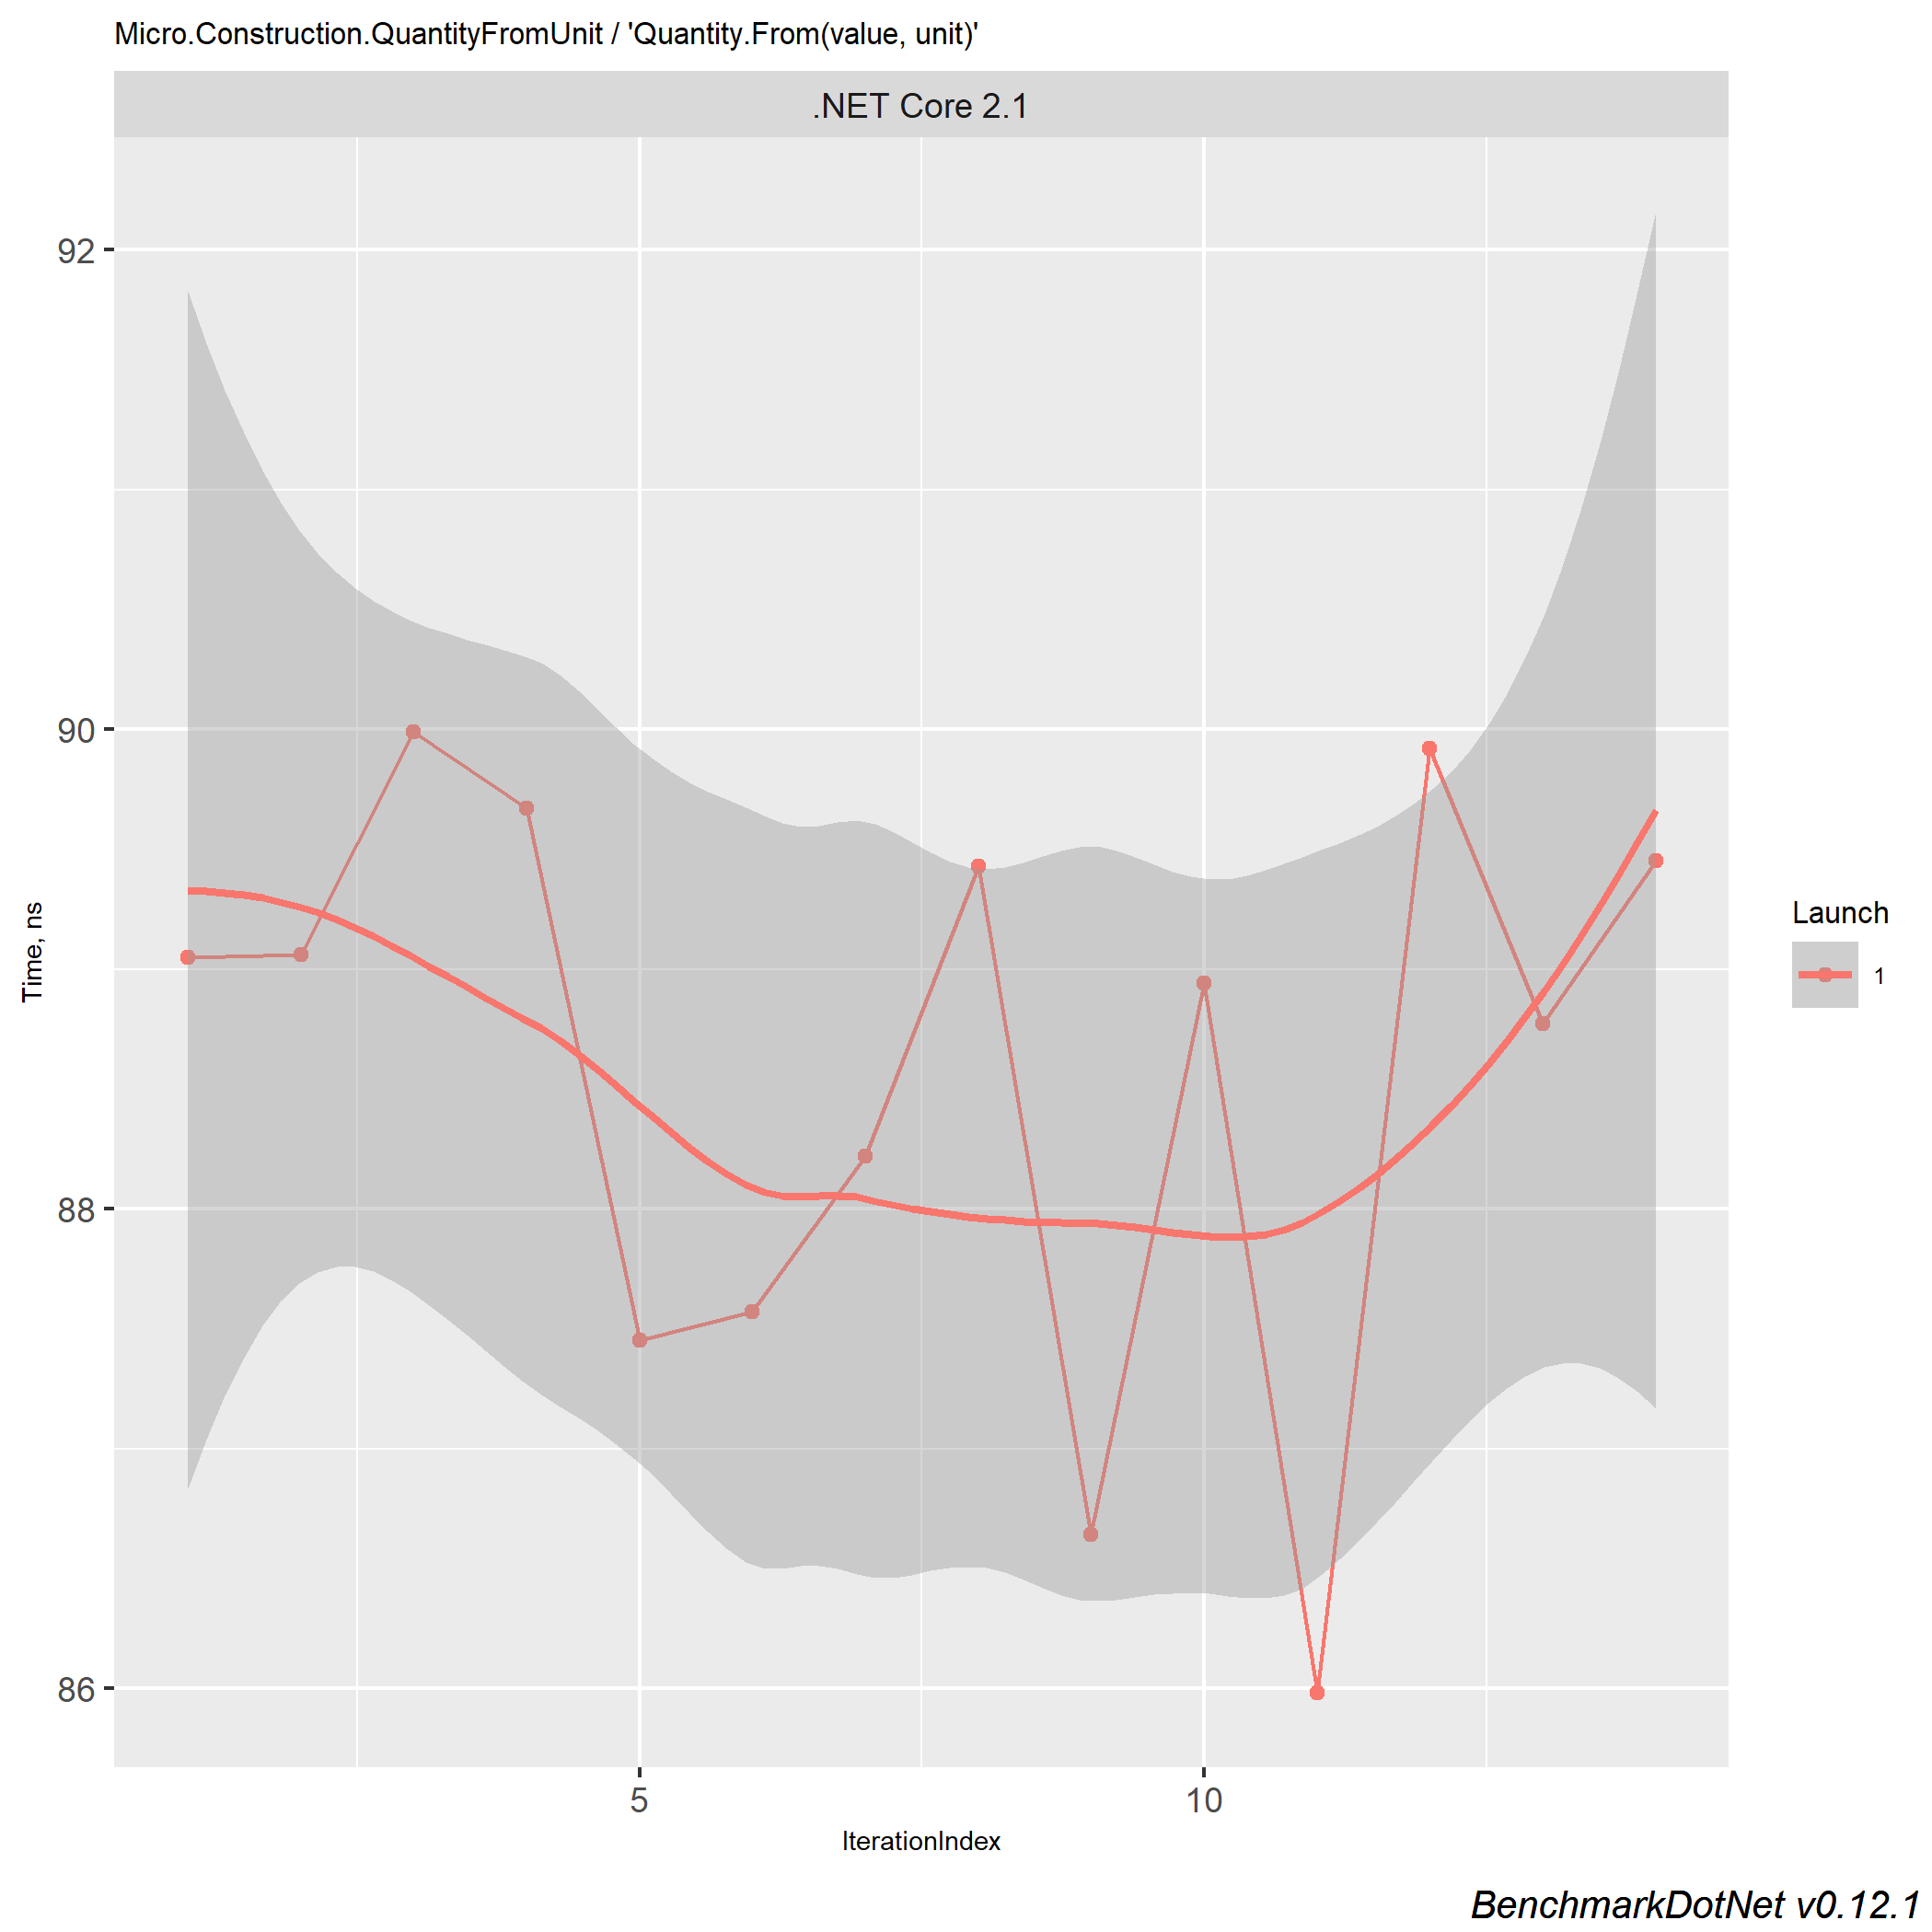 Micro.Construction.QuantityFromUnit / 'Quantity.From(value, unit)'
.NET Core 2.1
92
90
88
86
Time, ns
5
10
IterationIndex
Launch
1
BenchmarkDotNet v0.12.1